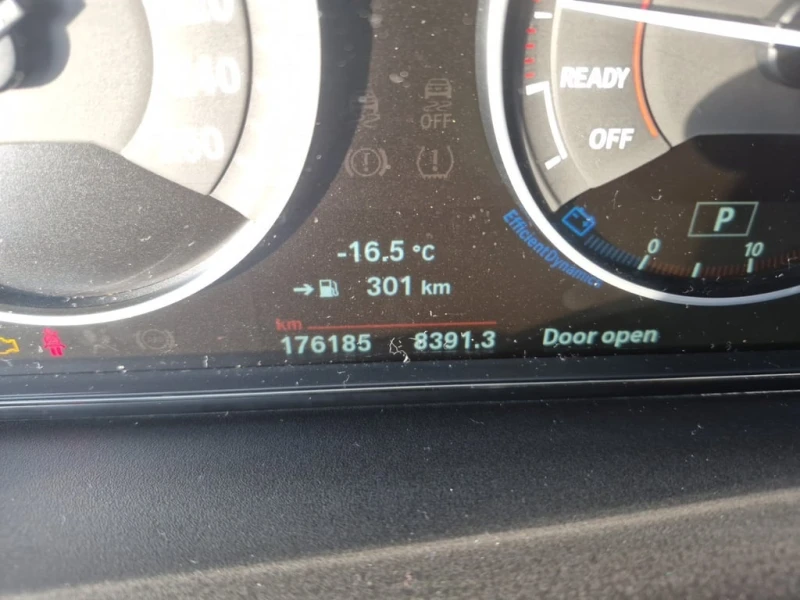 READY
OFF
OFF
P
-16.5 °C
0
10
EfficientDynamics
301 km
km
176185
8391.3
Door open